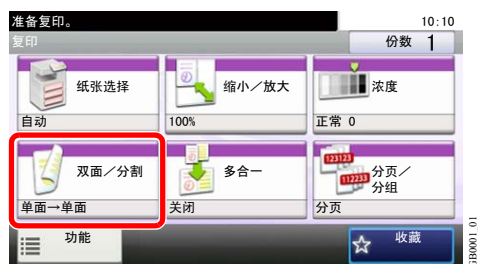 准备复印。
10:10
复印
份数 1
纸张选择
缩小／放大
浓度
自动
100%
正常 0
双面／分割
多合一
123123
112233
分页／
分组
单面→单面
关闭
分页
功能
收藏
GB0001_01